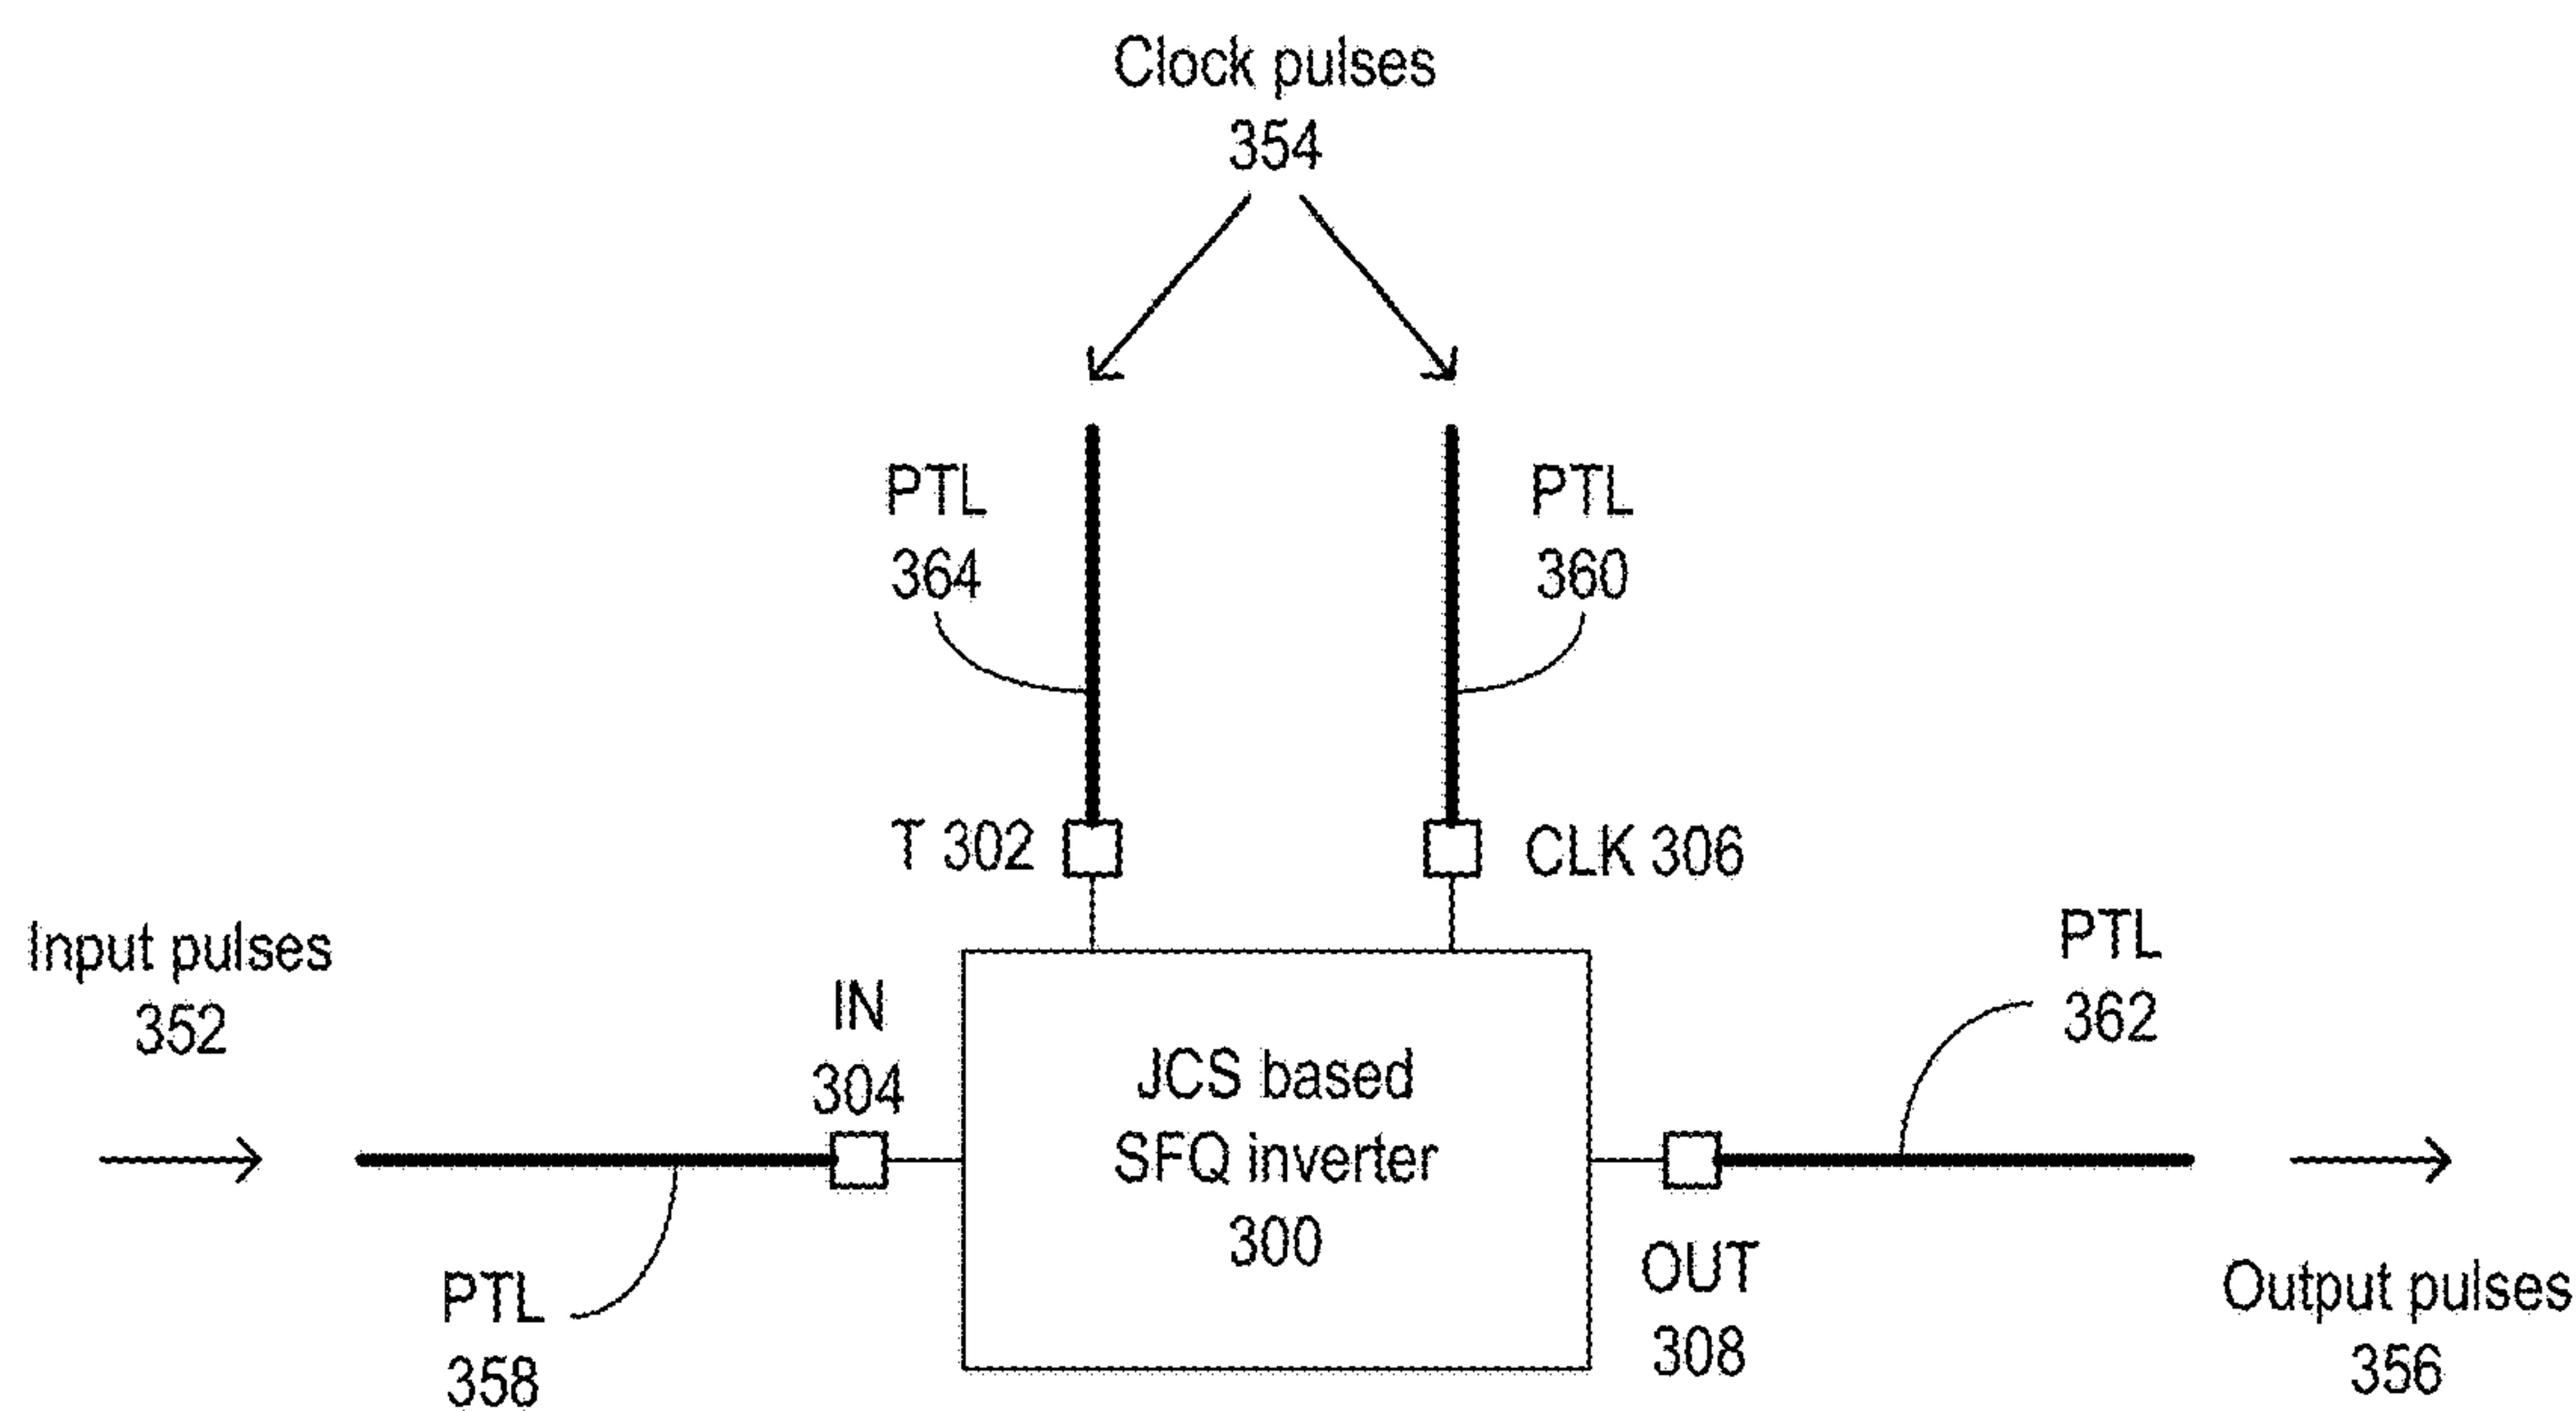 Clock pulses
354
PTL
364
PTL
360
T 302
CLK 306
Input pulses
352
IN
304
JCS based
SFQ inverter
300
PTL
362
OUT
308
PTL
358
Output pulses
356